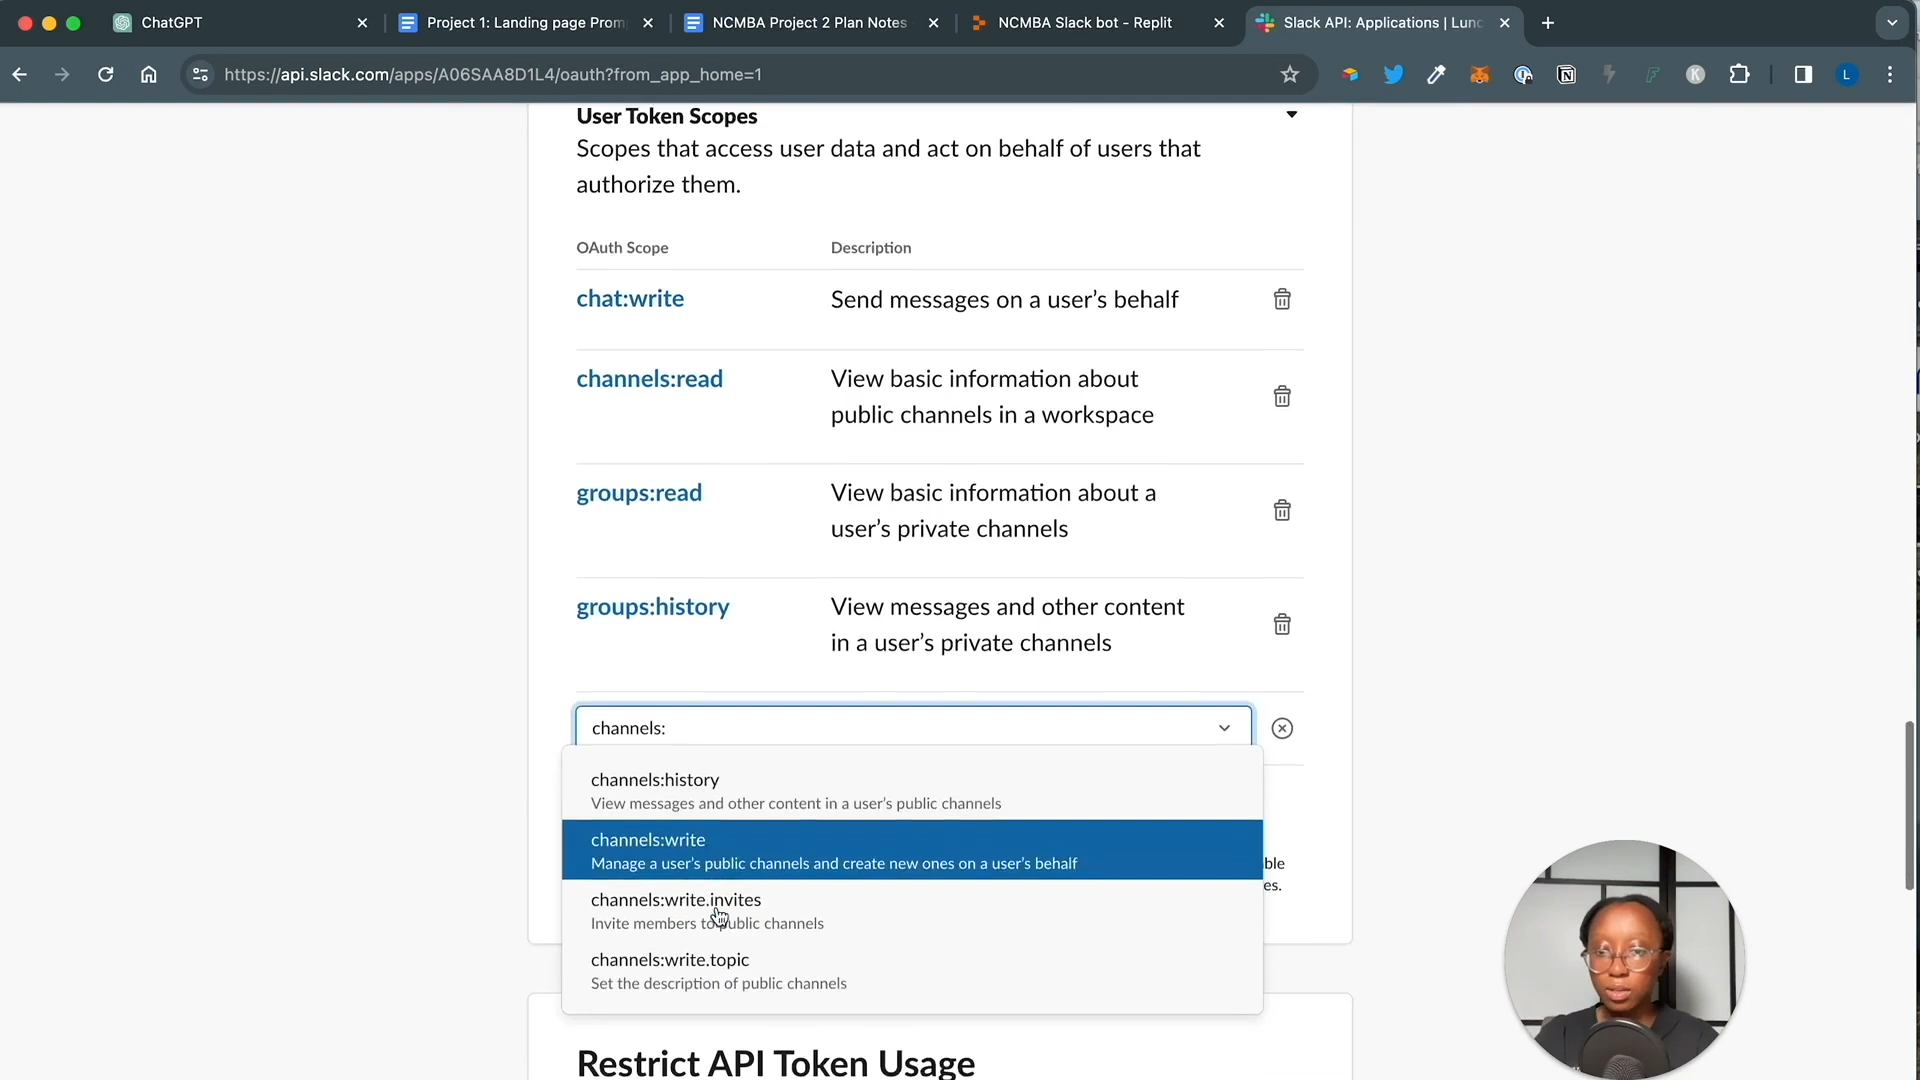 ChatGPT
Project 1: Landing page Prom
NCMBA Project 2 Plan Notes
NCMBA Slack bot - Replit
Slack API: Applications | Lunc
https://api.slack.com/apps/A06SAA8D1L4/oauth?from_app_home=1
L
User Token Scopes
Scopes that access user data and act on behalf of users that
authorize them.
OAuth Scope Description
chat:write Send messages on a user’s behalf
channels:read View basic information about
public channels in a workspace
groups:read View basic information about a
user’s private channels
groups:history View messages and other content
in a user’s private channels
channels:
channels:history
View messages and other content in a user’s public channels
channels:write
Manage a user’s public channels and create new ones on a user’s behalf
ble
channels:write.invites
es.
Invite members to public channels
channels:write.topic
Set the description of public channels
Restrict API Token Usage